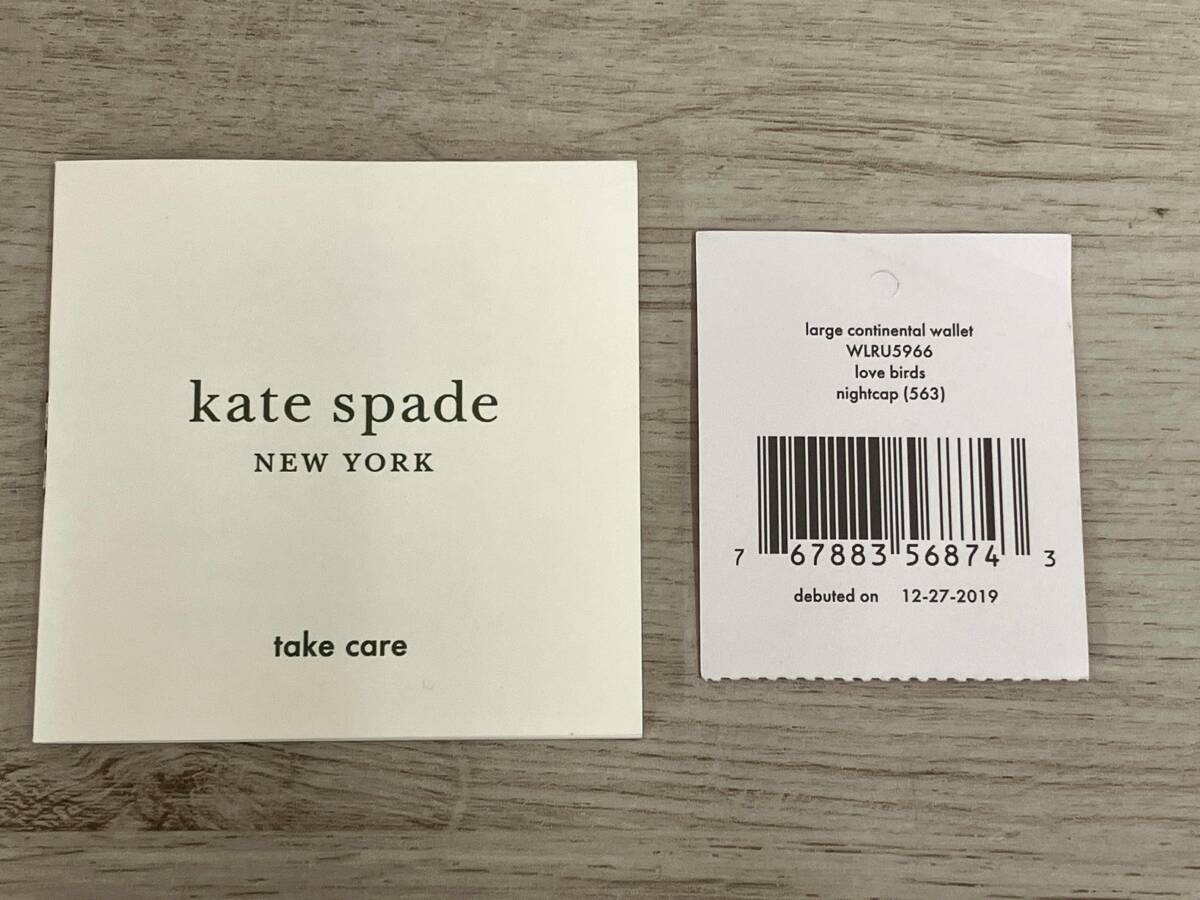 kate spade
NEW YORK
take care
large continental wallet
WLRU5966
love birds
nightcap (563)
7 67883 56874 3
debuted on 12-27-2019